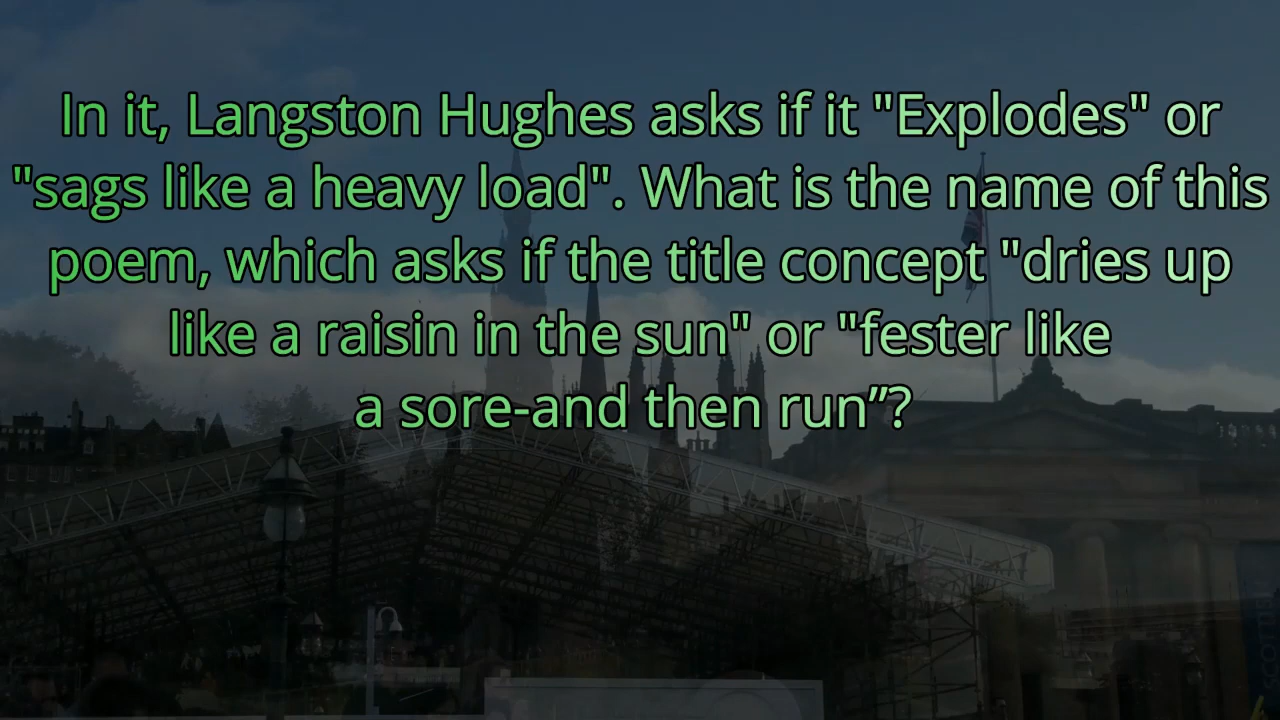 In it, Langston Hughes asks if it "Explodes" or
"sags like a heavy load". What is the name of this
poem, which asks if the title concept "dries up
like a raisin in the sun" or "fester like
a sore-and then run”?